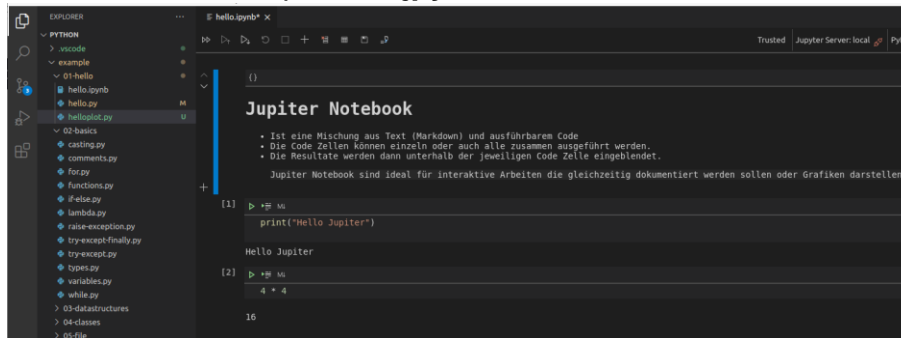 EXPLORER
PYTHON
.vscode
example
01-hello
hello.ipynb
hello.py M
helloplot.py U
02-basics
casting.py
comments.py
for.py
functions.py
if-else.py
lambda.py
raise-exception.py
try-except-finally.py
try-except.py
types.py
variables.py
while.py
03-datastructures
04-classes
05-file
hello.ipynb* ×
Trusted Jupyter Server: local Pyt
{}
Jupiter Notebook
• Ist eine Mischung aus Text (Markdown) und ausführbarem Code
• Die Code Zellen können einzeln oder auch alle zusammen ausgeführt werden.
• Die Resultate werden dann unterhalb der jeweiligen Code Zelle eingeblendet.
Jupiter Notebook sind ideal für interaktive Arbeiten die gleichzeitig dokumentiert werden sollen oder Grafiken darstellen
[1] M↓
print("Hello Jupiter")
Hello Jupiter
[2] M↓
4 * 4
16